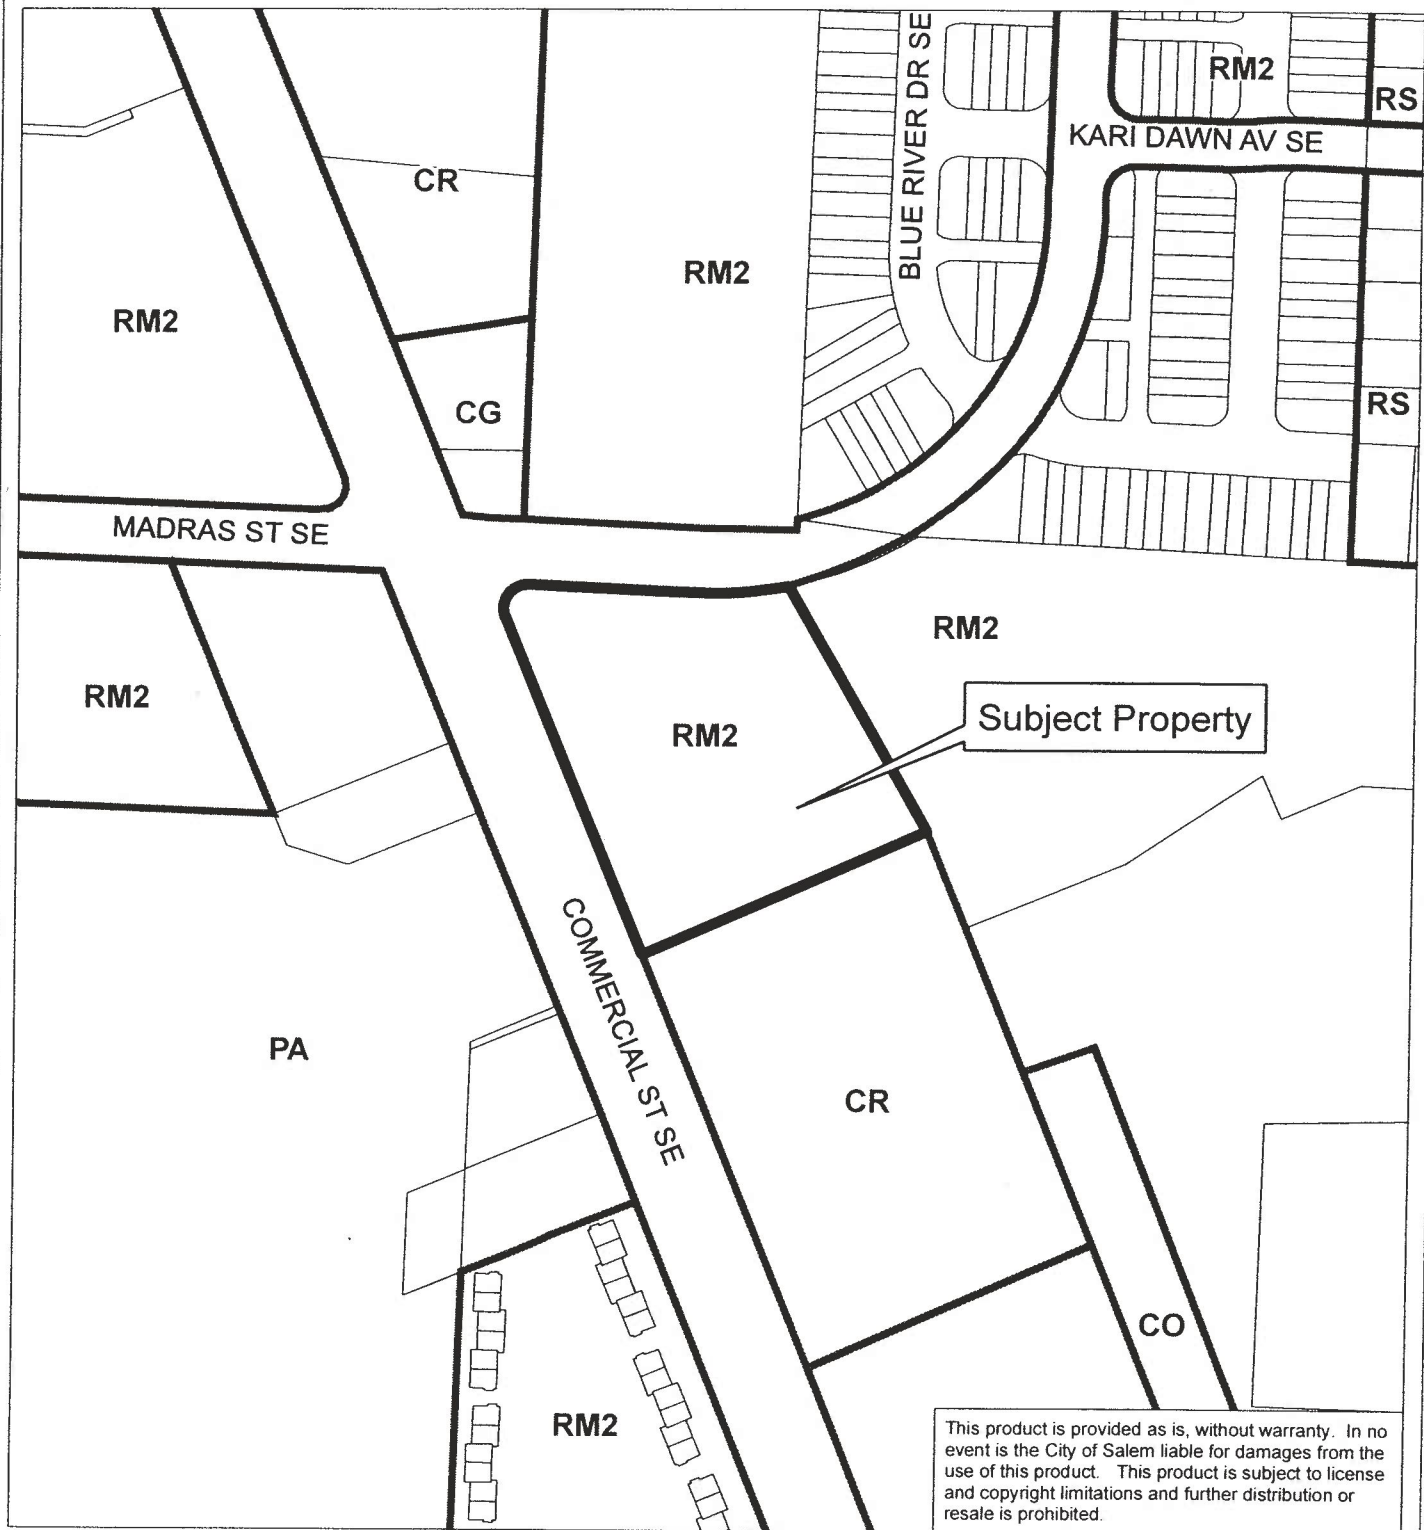 BLUE RIVER DR SE
RM2
RS
KARI DAWN AV SE
CR
RM2
RM2
CG
RS
MADRAS ST SE
RM2
RM2
RM2
Subject Property
COMMERCIAL ST SE
PA
CR
CO
RM2
This product is provided as is, without warranty. In no
event is the City of Salem liable for damages from the
use of this product. This product is subject to license
and copyright limitations and further distribution or
resale is prohibited.